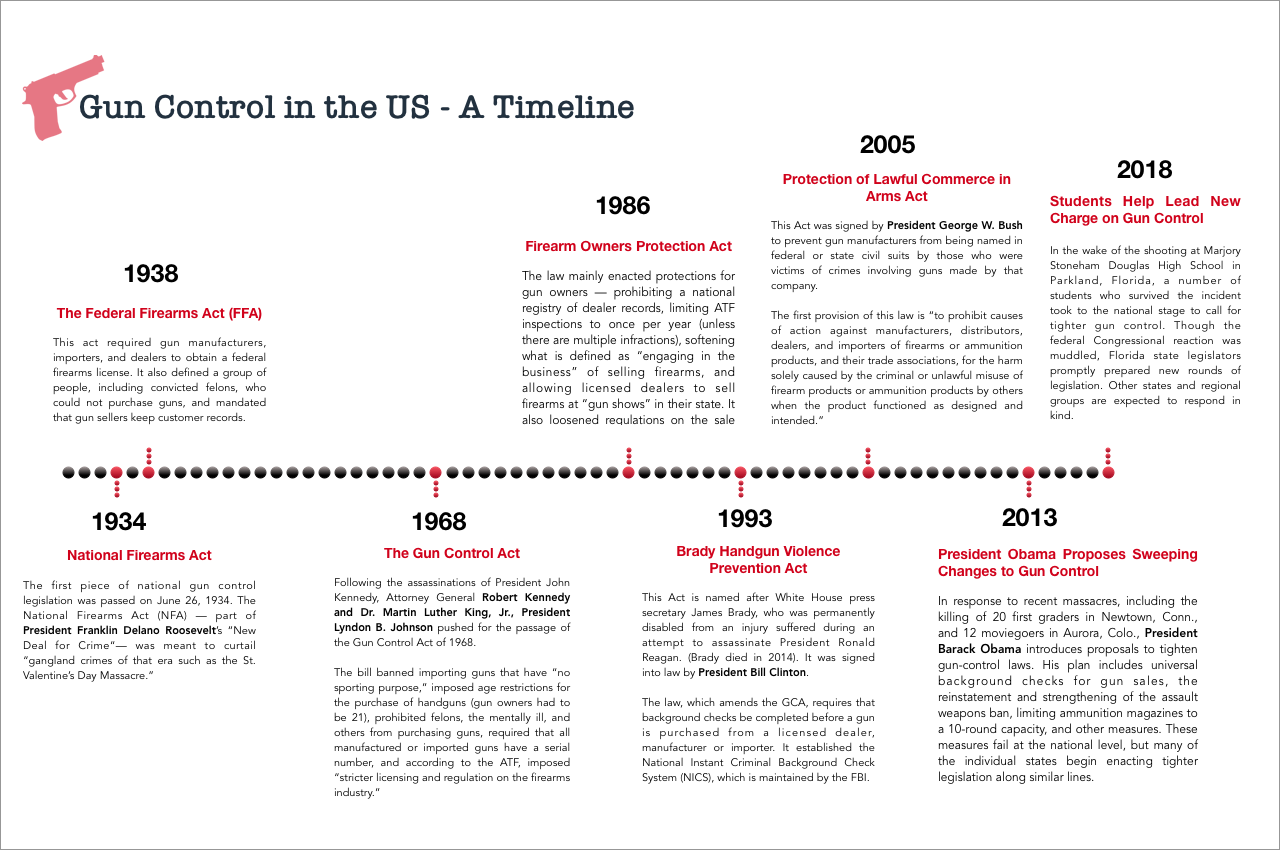 Gun Control in the US - A Timeline
1938
The Federal Firearms Act (FFA)
This act required gun manufacturers,
importers, and dealers to obtain a federal
firearms license. It also defined a group of
people, including convicted felons, who
could not purchase guns, and mandated
that gun sellers keep customer records.
1986
Firearm Owners Protection Act
The law mainly enacted protections for
gun owners — prohibiting a national
registry of dealer records, limiting ATF
inspections to once per year (unless
there are multiple infractions), softening
what is defined as “engaging in the
business” of selling firearms, and
allowing licensed dealers to sell
firearms at “gun shows” in their state. It
also loosened regulations on the sale
2005
Protection of Lawful Commerce in
Arms Act
This Act was signed by President George W. Bush
to prevent gun manufacturers from being named in
federal or state civil suits by those who were
victims of crimes involving guns made by that
company.
The first provision of this law is “to prohibit causes
of action against manufacturers, distributors,
dealers, and importers of firearms or ammunition
products, and their trade associations, for the harm
solely caused by the criminal or unlawful misuse of
firearm products or ammunition products by others
when the product functioned as designed and
intended.“
2018
Students Help Lead New
Charge on Gun Control
In the wake of the shooting at Marjory
Stoneham Douglas High School in
Parkland, Florida, a number of
students who survived the incident
took to the national stage to call for
tighter gun control. Though the
federal Congressional reaction was
muddled, Florida state legislators
promptly prepared new rounds of
legislation. Other states and regional
groups are expected to respond in
kind.
1934
National Firearms Act
The first piece of national gun control
legislation was passed on June 26, 1934. The
National Firearms Act (NFA) — part of
President Franklin Delano Roosevelt’s “New
Deal for Crime“— was meant to curtail
“gangland crimes of that era such as the St.
Valentine’s Day Massacre.“
1968
The Gun Control Act
Following the assassinations of President John
Kennedy, Attorney General Robert Kennedy
and Dr. Martin Luther King, Jr., President
Lyndon B. Johnson pushed for the passage of
the Gun Control Act of 1968.
The bill banned importing guns that have “no
sporting purpose,” imposed age restrictions for
the purchase of handguns (gun owners had to
be 21), prohibited felons, the mentally ill, and
others from purchasing guns, required that all
manufactured or imported guns have a serial
number, and according to the ATF, imposed
“stricter licensing and regulation on the firearms
industry.“
1993
Brady Handgun Violence
Prevention Act
This Act is named after White House press
secretary James Brady, who was permanently
disabled from an injury suffered during an
attempt to assassinate President Ronald
Reagan. (Brady died in 2014). It was signed
into law by President Bill Clinton.
The law, which amends the GCA, requires that
background checks be completed before a gun
is purchased from a licensed dealer,
manufacturer or importer. It established the
National Instant Criminal Background Check
System (NICS), which is maintained by the FBI.
2013
President Obama Proposes Sweeping
Changes to Gun Control
In response to recent massacres, including the
killing of 20 first graders in Newtown, Conn.,
and 12 moviegoers in Aurora, Colo., President
Barack Obama introduces proposals to tighten
gun-control laws. His plan includes universal
background checks for gun sales, the
reinstatement and strengthening of the assault
weapons ban, limiting ammunition magazines to
a 10-round capacity, and other measures. These
measures fail at the national level, but many of
the individual states begin enacting tighter
legislation along similar lines.